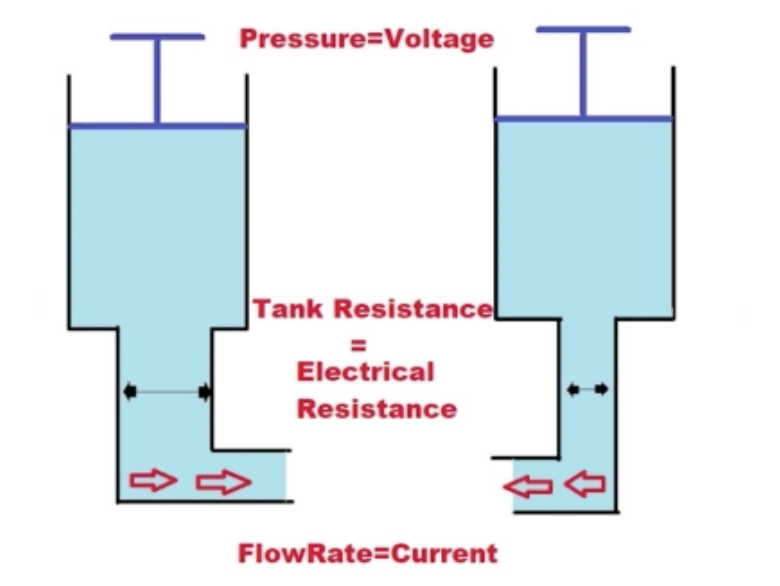 Pressure=Voltage
Tank Resistance
=
Electrical
Resistance
FlowRate=Current